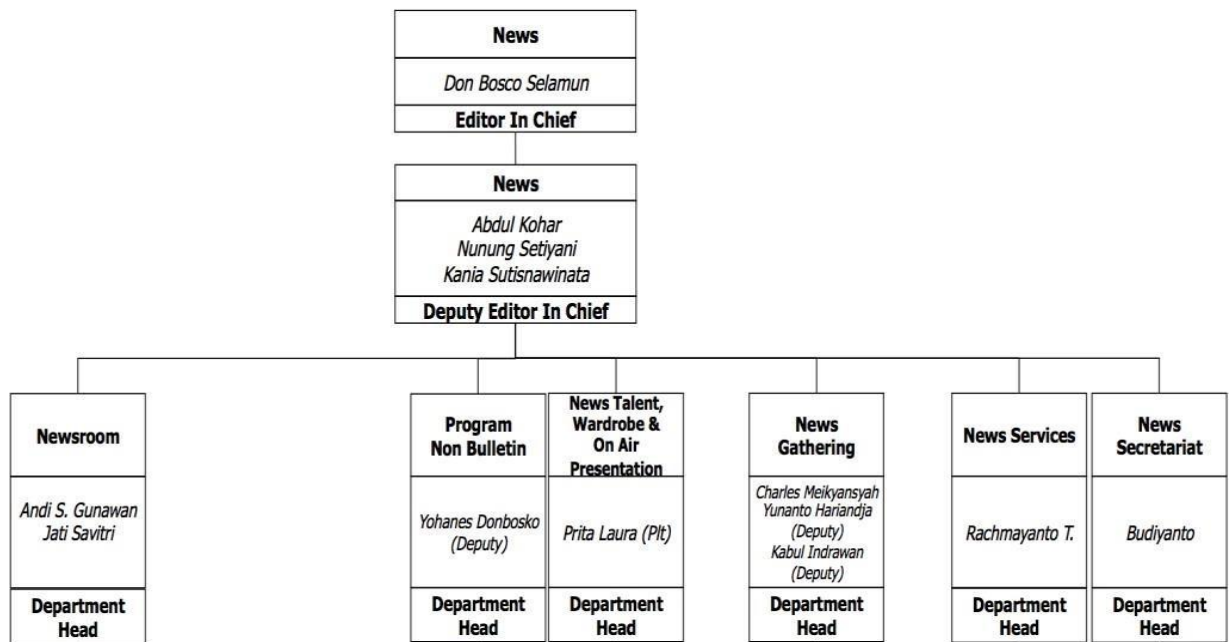 News
Don Bosco Selamun
Editor In Chief
News
Abdul Kohar
Nunung Setiyani
Kania Sutisnawinata
Deputy Editor In Chief
Newsroom
Andi S. Gunawan
Jati Savitri
Department
Head
Program
Non Bulletin
Yohanes Donbosko
(Deputy)
Department
Head
News Talent,
Wardrobe &
On Air
Presentation
Prita Laura (Plt)
Department
Head
News
Gathering
Charles Meikyansyah
Yunanto Hariandja
(Deputy)
Kabul Indrawan
(Deputy)
Department
Head
News Services
Rachmayanto T.
Department
Head
News
Secretariat
Budiyanto
Department
Head